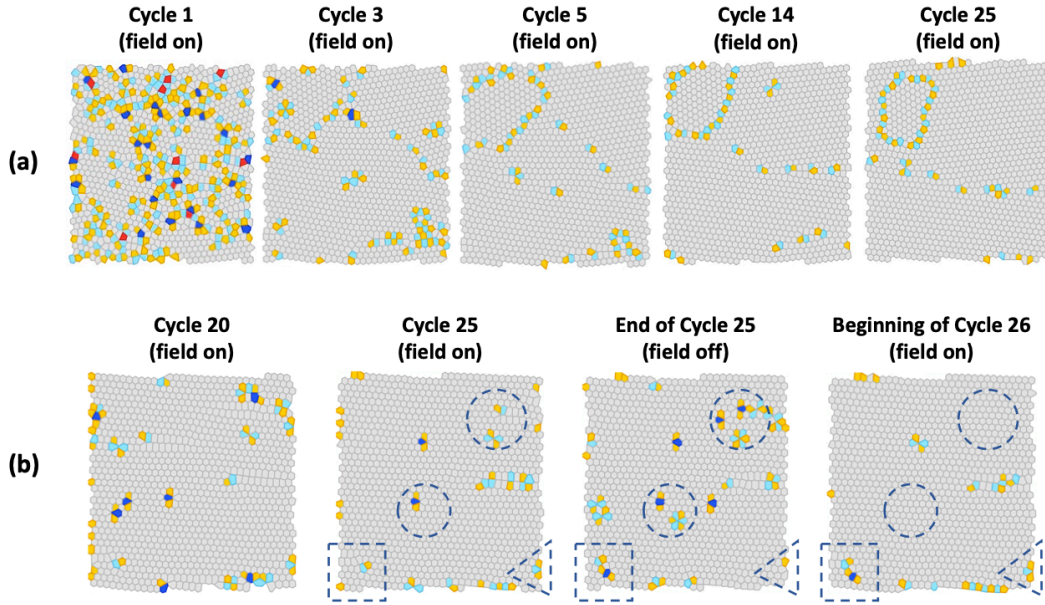 Cycle 1
(field on)
Cycle 3
(field on)
Cycle 5
(field on)
Cycle 14
(field on)
Cycle 25
(field on)
(a)
Cycle 20
(field on)
Cycle 25
(field on)
End of Cycle 25
(field off)
Beginning of Cycle 26
(field on)
(b)